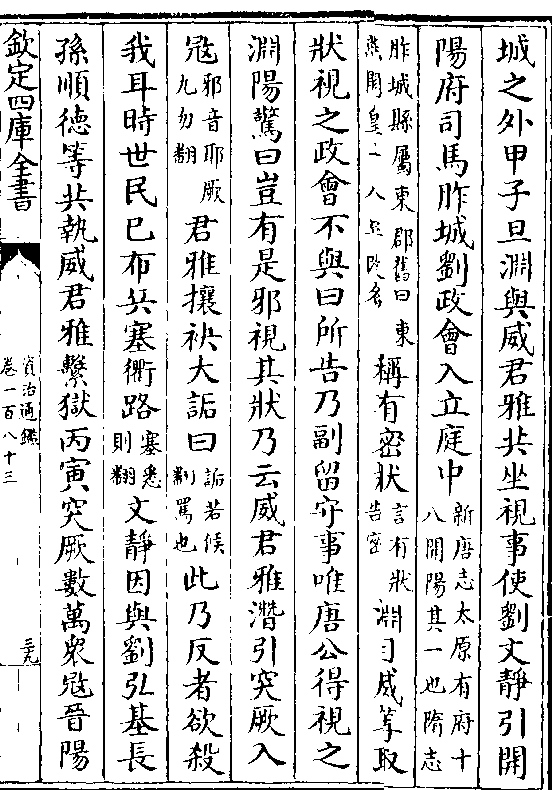 城之外甲子旦淵與威君雅共坐視事使劉文靜引開
陽府司馬胙城劉政會入立庭中新唐志太原有府十八開陽其一也隋志
胙城縣屬東郡舊曰東燕開皇十八年改名稱有密狀言有狀告密淵目威等取
狀視之政會不與曰所告乃副留守事唯唐公得視之
淵陽驚曰豈有是邪視其狀乃云威君雅潛引突厥入
寇邪音耶厥九勿翻君雅攘袂大詬曰詬若候翻罵也此乃反者欲殺
我耳時世民已布兵塞衢路塞悉則翻文靜因與劉弘基長
孫順德等共執威君雅繫獄丙寅突厥數萬衆寇晉陽
欽定四庫全書
資治通鑑
卷一百八十三
三九